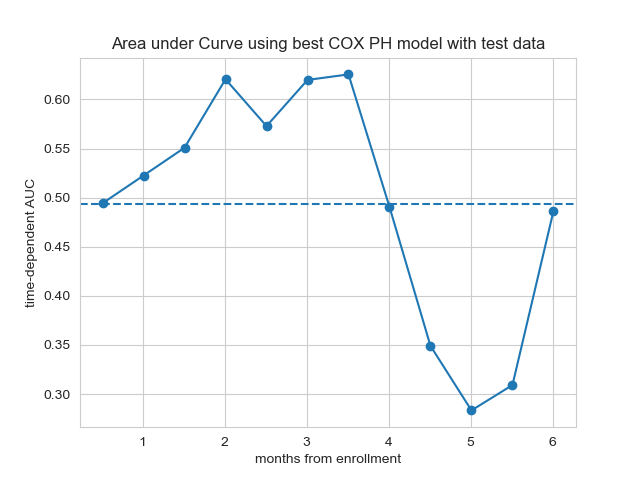 Area under Curve using best COX PH model with test data
time-dependent AUC
0.60
0.55
0.50
0.45
0.40
0.35
0.30
1 2 3 4 5 6
months from enrollment